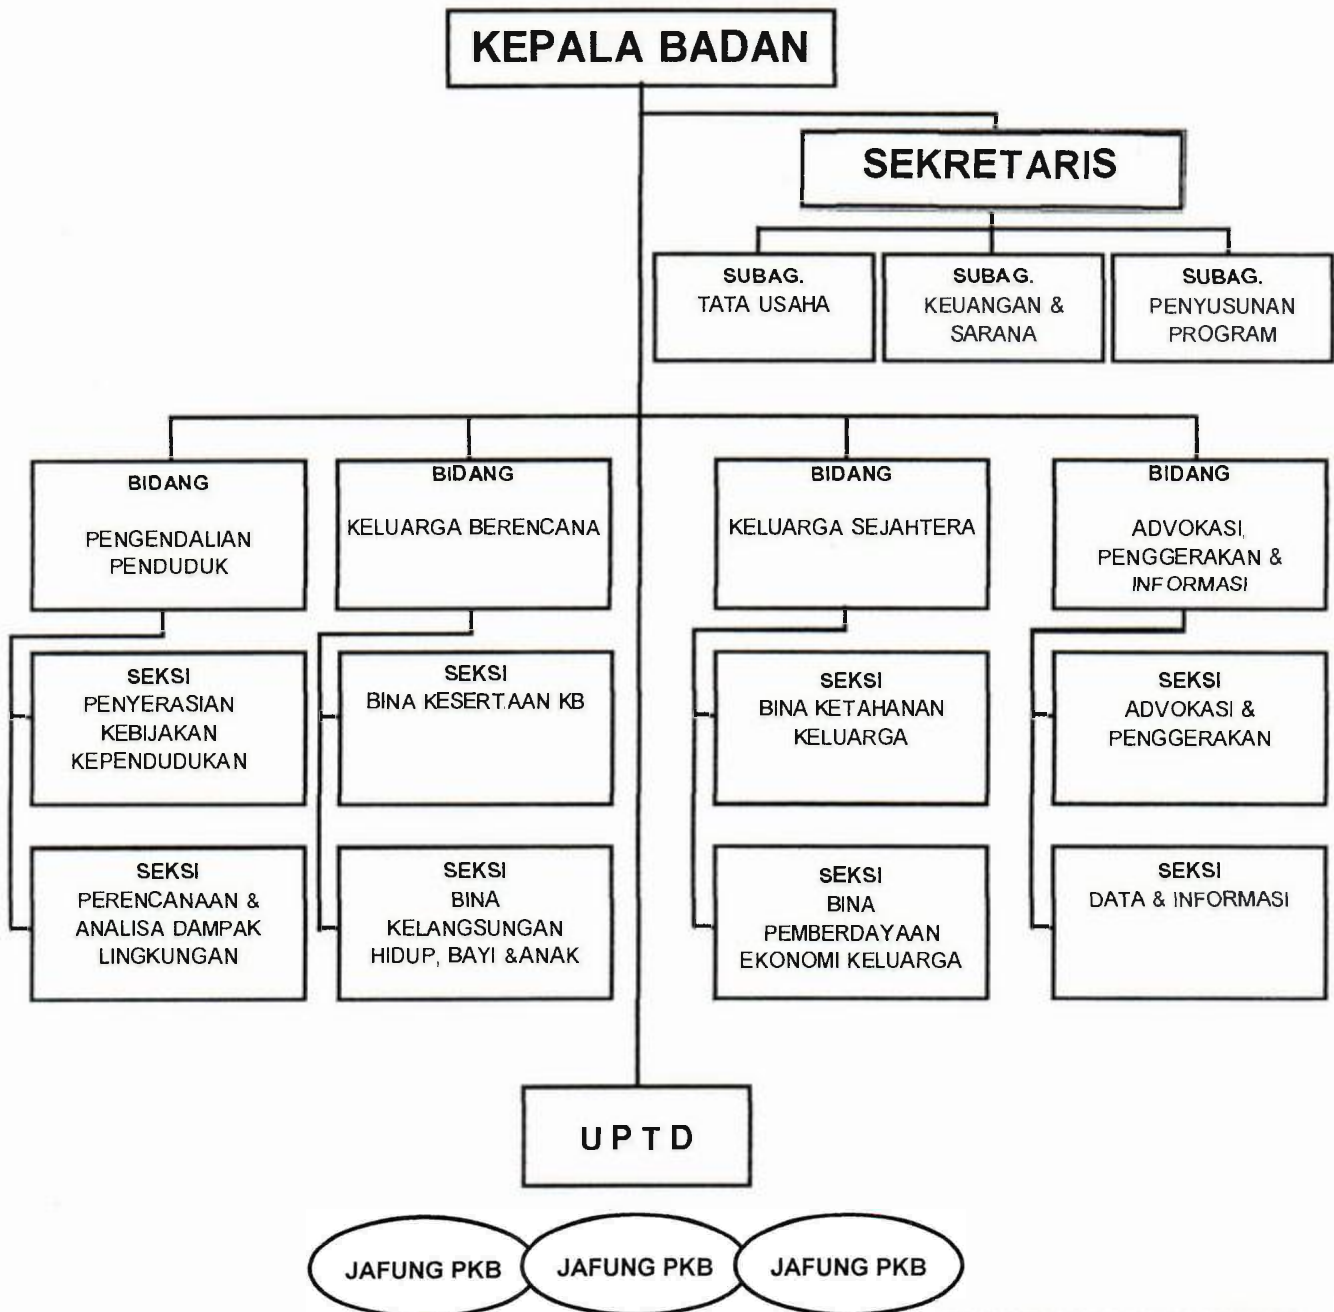 KEPALA BADAN
SEKRETARIS
SUBAG.
TATA USAHA
SUBAG.
KEUANGAN &
SARANA
SUBAG.
PENYUSUNAN
PROGRAM
BIDANG
PENGENDALIAN
PENDUDUK
BIDANG
KELUARGA BERENCANA
BIDANG
KELUARGA SEJAHTERA
BIDANG
ADVOKASI,
PENGGERAKAN &
INFORMASI
SEKSI
PENYERASIAN
KEBIJAKAN
KEPENDUDUKAN
SEKSI
BINA KESERTAAN KB
SEKSI
BINA KETAHANAN
KELUARGA
SEKSI
ADVOKASI &
PENGGERAKAN
SEKSI
PERENCANAAN &
ANALISA DAMPAK
LINGKUNGAN
SEKSI
BINA
KELANGSUNGAN
HIDUP, BAYI &ANAK
SEKSI
BINA
PEMBERDAYAAN
EKONOMI KELUARGA
SEKSI
DATA & INFORMASI
U P T D
JAFUNG PKB
JAFUNG PKB
JAFUNG PKB